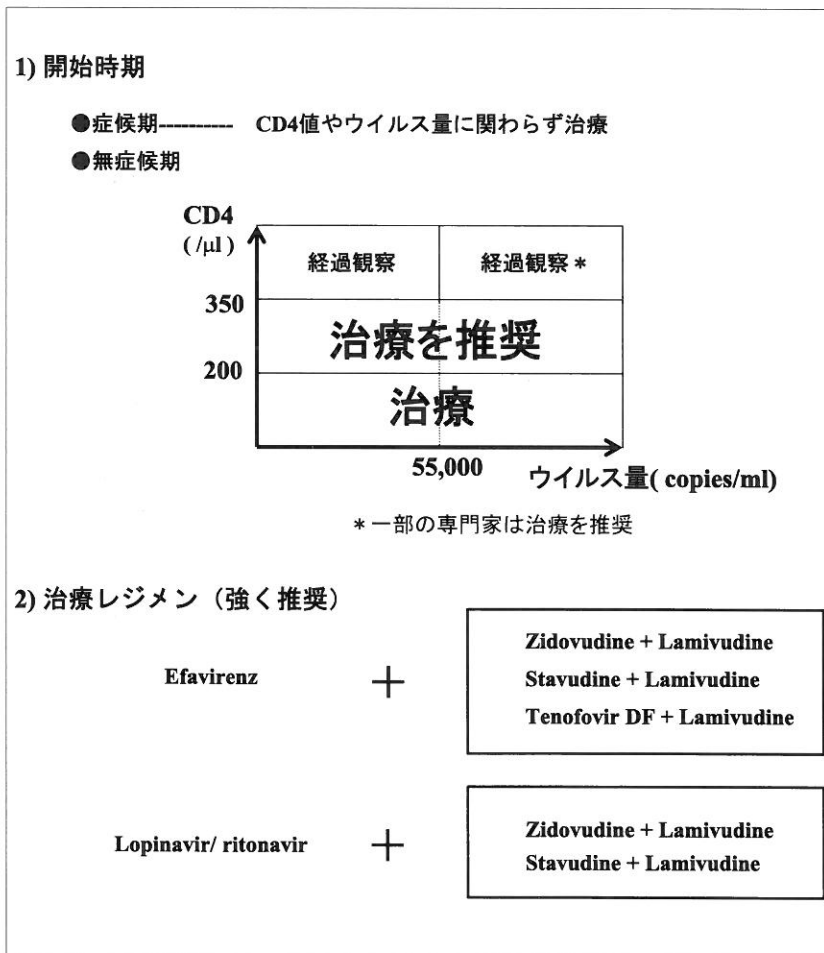 1) 開始時期
●症候期---------- CD4値やウイルス量に関わらず治療
●無症候期
CD4
( /μl )
経過観察 経過観察＊
350
治療を推奨
200
治療
55,000 ウイルス量( copies/ml)
＊一部の専門家は治療を推奨
2) 治療レジメン（強く推奨）
Zidovudine + Lamivudine
Efavirenz + Stavudine + Lamivudine
Tenofovir DF + Lamivudine
Zidovudine + Lamivudine
Lopinavir/ ritonavir +
Stavudine + Lamivudine